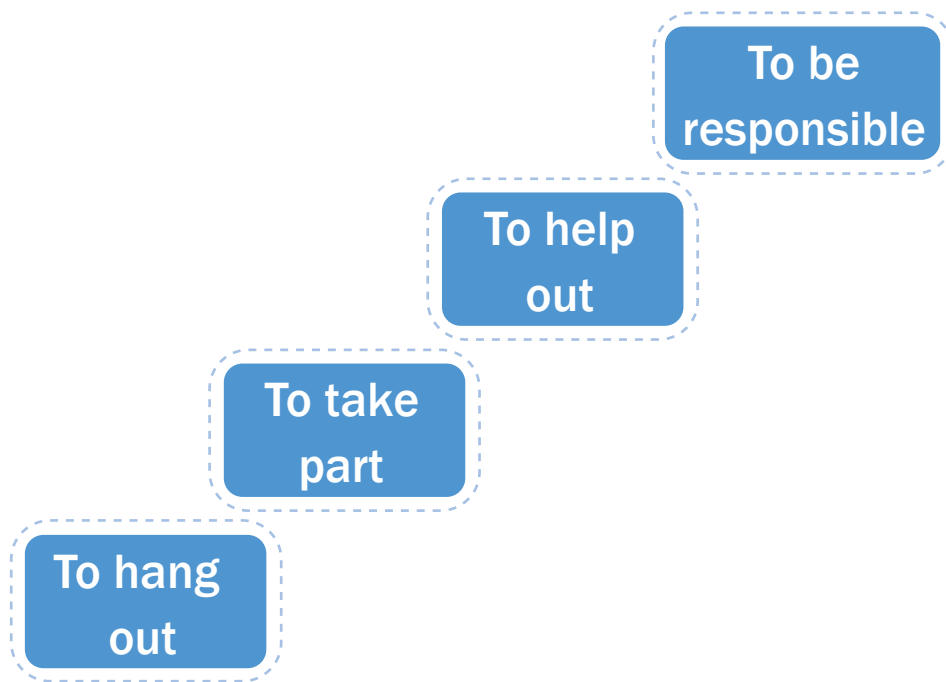 To be
responsible
To help
out
To take
part
To hang
out